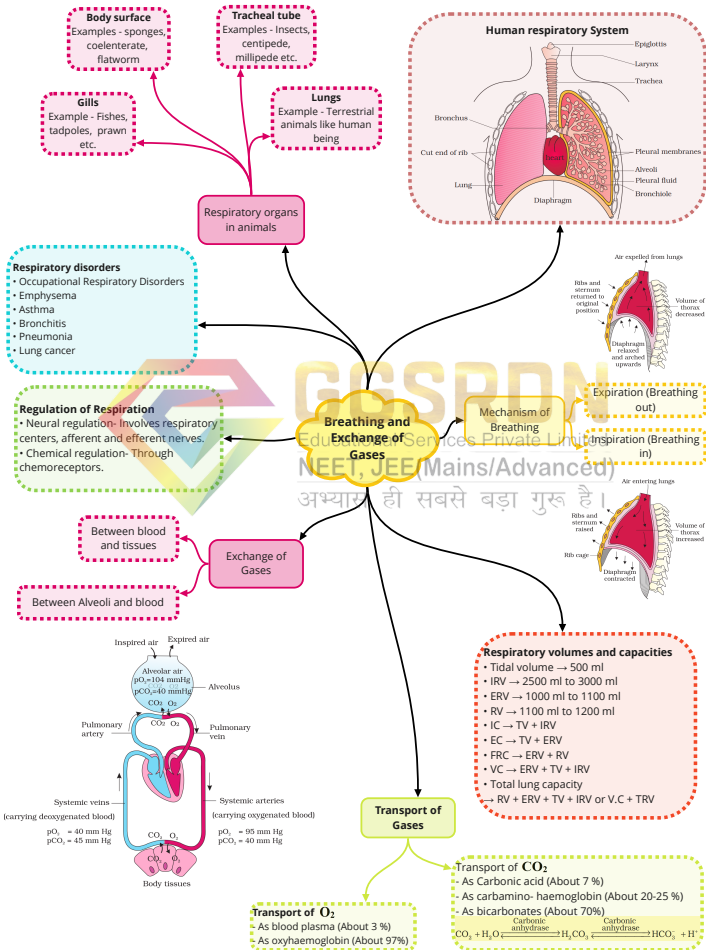 Body surface
Examples - sponges,
coelenterate,
flatworm
Tracheal tube
Examples - Insects,
centipede,
millipede etc.
Gills
Example - Fishes,
tadpoles, prawn
etc.
Lungs
Example - Terrestrial
animals like human
being
Respiratory organs
in animals
Human respiratory System
Epiglottis
Larynx
Trachea
Bronchus
Cut end of rib
Lung
heart
Pleural membranes
Alveoli
Pleural fluid
Bronchiole
Diaphragm
Respiratory disorders
• Occupational Respiratory Disorders
• Emphysema
• Asthma
• Bronchitis
• Pneumonia
• Lung cancer
Air expelled from lungs
Ribs and
sternum
returned to
original
position
Volume of
thorax
decreased
Diaphragm
relaxed
and arched
upwards
Regulation of Respiration
• Neural regulation- Involves respiratory
centers, afferent and efferent nerves.
• Chemical regulation- Through
chemoreceptors.
GGSPDN
Educational Services Private Limited
NEET, JEE(Mains/Advanced)
अभ्यास ही सबसे बड़ा गुरू है।
Breathing and
Exchange of
Gases
Mechanism of
Breathing
Expiration (Breathing
out)
Inspiration (Breathing
in)
Air entering lungs
Ribs and
sternum
raised
Rib cage
Volume of
thorax
increased
Diaphragm
contracted
Between blood
and tissues
Exchange of
Gases
Between Alveoli and blood
Inspired air
Expired air
Alveolar air
pO₂=104 mmHg
pCO₂=40 mmHg
CO₂ O₂
CO₂ O₂
Alveolus
CO₂ O₂
Pulmonary
artery
Pulmonary
vein
Systemic veins
(carrying deoxygenated blood)
pO₂ = 40 mm Hg
pCO₂ = 45 mm Hg
Systemic arteries
(carrying oxygenated blood)
pO₂ = 95 mm Hg
pCO₂ = 40 mm Hg
CO₂ O₂
CO₂ O₂
Body tissues
Respiratory volumes and capacities
• Tidal volume → 500 ml
• IRV → 2500 ml to 3000 ml
• ERV → 1000 ml to 1100 ml
• RV → 1100 ml to 1200 ml
• IC → TV + IRV
• EC → TV + ERV
• FRC → ERV + RV
• VC → ERV + TV + IRV
• Total lung capacity
→ RV + ERV + TV + IRV or V.C + TRV
Transport of
Gases
Transport of O₂
- As blood plasma (About 3 %)
- As oxyhaemoglobin (About 97%)
Transport of CO₂
- As Carbonic acid (About 7 %)
- As carbamino- haemoglobin (About 20-25 %)
- As bicarbonates (About 70%)
CO₂ + H₂O ⇌ (Carbonic anhydrase) H₂CO₃ ⇌ (Carbonic anhydrase) HCO₃⁻ + H⁺